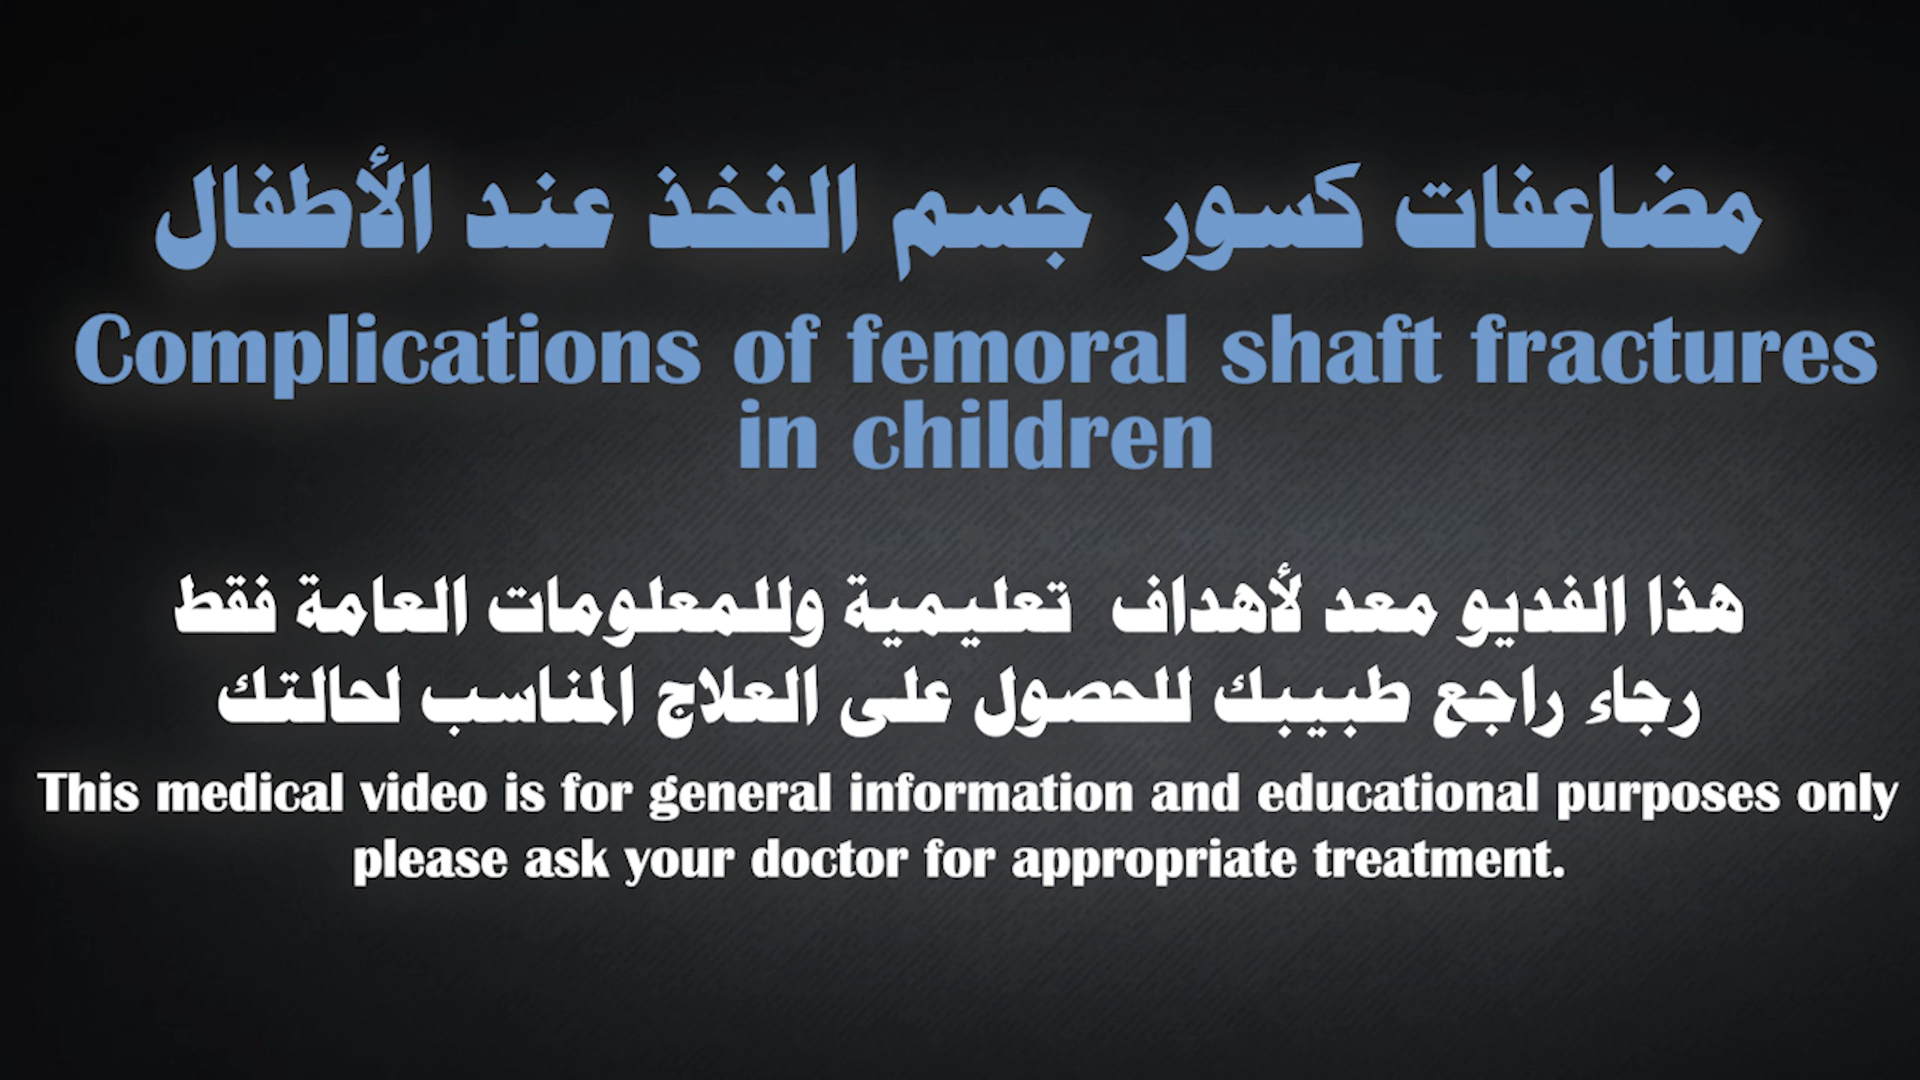 مضاعفات كسور جسم الفخذ عند الأطفال
Complications of femoral shaft fractures
in children
هذا الفديو معد لأهداف تعليمية وللمعلومات العامة فقط
رجاء راجع طبيبك للحصول على العلاج المناسب لحالتك
This medical video is for general information and educational purposes only
please ask your doctor for appropriate treatment.